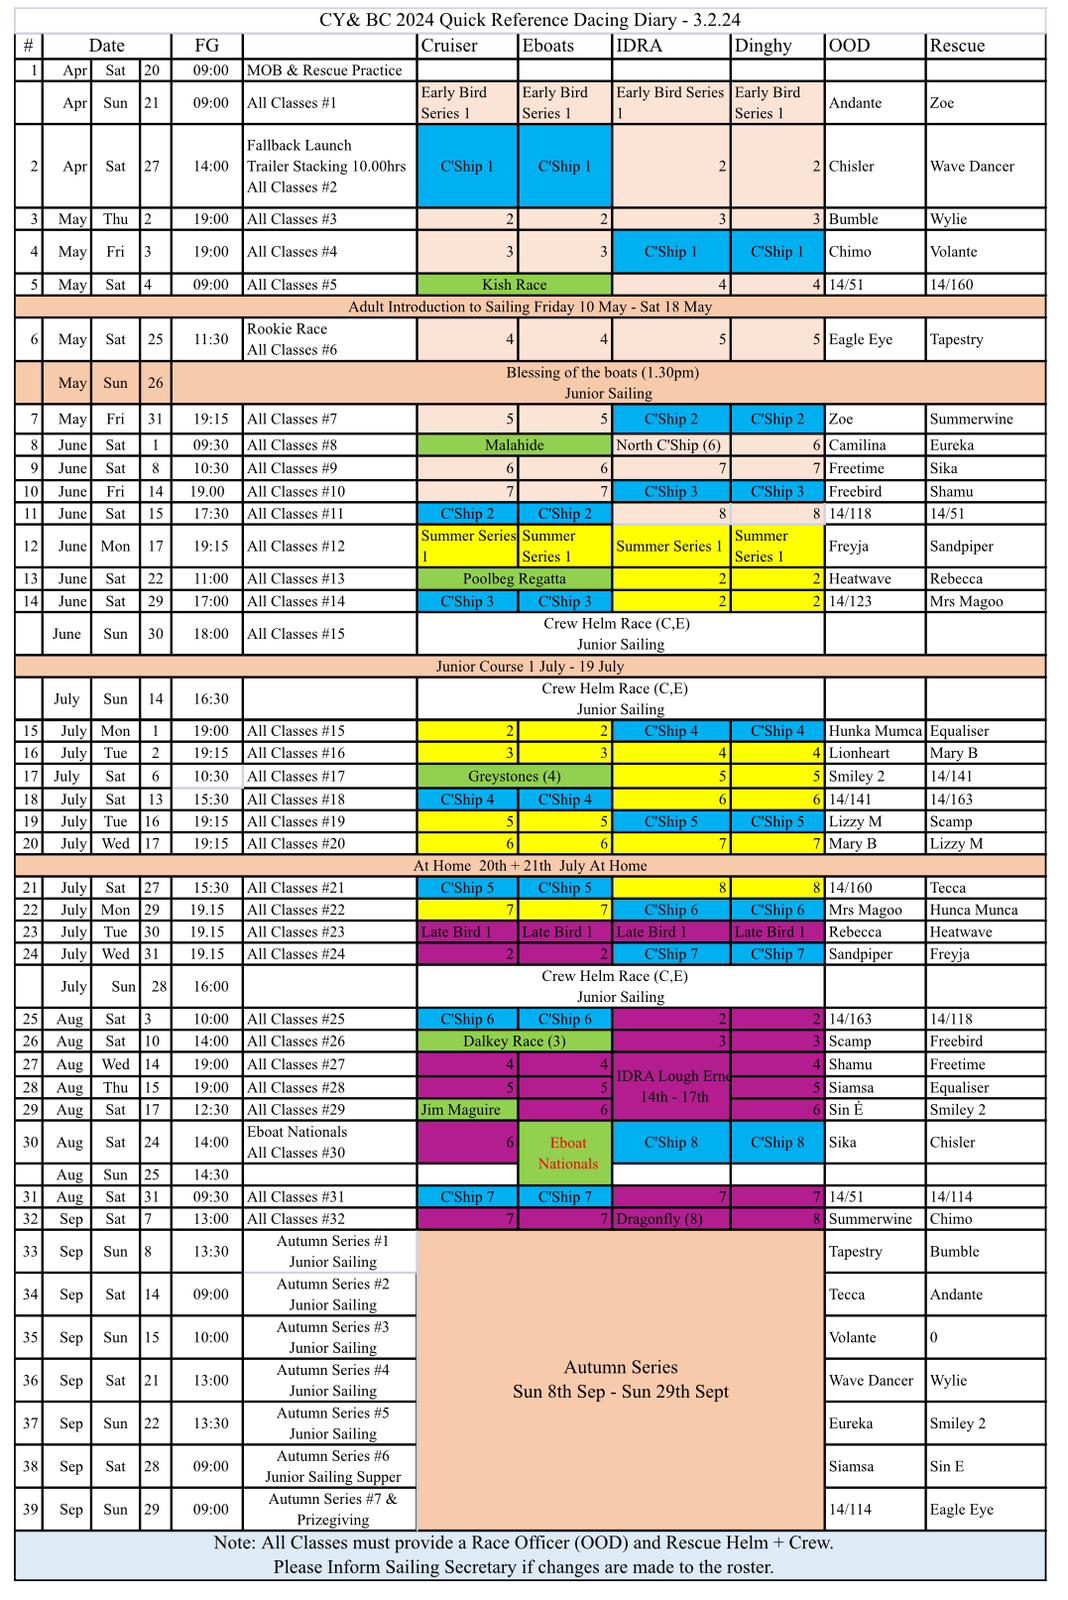 CY& BC 2024 Quick Reference Dacing Diary - 3.2.24
# Date FG Cruiser Eboats IDRA Dinghy OOD Rescue
1 Apr Sat 20 09:00 MOB & Rescue Practice
Apr Sun 21 09:00 All Classes #1 Early Bird Series 1 Early Bird Series 1 Early Bird Series 1 Early Bird Series 1 Andante Zoe
2 Apr Sat 27 14:00 Fallback Launch Trailer Stacking 10.00hrs All Classes #2 C'Ship 1 C'Ship 1 2 2 Chisler Wave Dancer
3 May Thu 2 19:00 All Classes #3 2 2 3 3 Bumble Wylie
4 May Fri 3 19:00 All Classes #4 3 3 C'Ship 1 C'Ship 1 Chimo Volante
5 May Sat 4 09:00 All Classes #5 Kish Race 4 4 14/51 14/160
Adult Introduction to Sailing Friday 10 May - Sat 18 May
6 May Sat 25 11:30 Rookie Race All Classes #6 4 4 5 5 Eagle Eye Tapestry
May Sun 26 Blessing of the boats (1.30pm) Junior Sailing
7 May Fri 31 19:15 All Classes #7 5 5 C'Ship 2 C'Ship 2 Zoe Summerwine
8 June Sat 1 09:30 All Classes #8 Malahide North C'Ship (6) 6 Camilina Eureka
9 June Sat 8 10:30 All Classes #9 6 6 7 7 Freetime Sika
10 June Fri 14 19.00 All Classes #10 7 7 C'Ship 3 C'Ship 3 Freebird Shamu
11 June Sat 15 17:30 All Classes #11 C'Ship 2 C'Ship 2 8 8 14/118 14/51
12 June Mon 17 19:15 All Classes #12 Summer Series 1 Summer Series 1 Summer Series 1 Summer Series 1 Freyja Sandpiper
13 June Sat 22 11:00 All Classes #13 Poolbeg Regatta 2 2 Heatwave Rebecca
14 June Sat 29 17:00 All Classes #14 C'Ship 3 C'Ship 3 2 2 14/123 Mrs Magoo
June Sun 30 18:00 All Classes #15 Crew Helm Race (C,E) Junior Sailing
Junior Course 1 July - 19 July
July Sun 14 16:30 Crew Helm Race (C,E) Junior Sailing
15 July Mon 1 19:00 All Classes #15 2 2 C'Ship 4 C'Ship 4 Hunka Mumca Equaliser
16 July Tue 2 19:15 All Classes #16 3 3 4 4 Lionheart Mary B
17 July Sat 6 10:30 All Classes #17 Greystones (4) 5 5 Smiley 2 14/141
18 July Sat 13 15:30 All Classes #18 C'Ship 4 C'Ship 4 6 6 14/141 14/163
19 July Tue 16 19:15 All Classes #19 5 5 C'Ship 5 C'Ship 5 Lizzy M Scamp
20 July Wed 17 19:15 All Classes #20 6 6 7 7 Mary B Lizzy M
At Home 20th + 21th July At Home
21 July Sat 27 15:30 All Classes #21 C'Ship 5 C'Ship 5 8 8 14/160 Tecca
22 July Mon 29 19.15 All Classes #22 7 7 C'Ship 6 C'Ship 6 Mrs Magoo Hunca Munca
23 July Tue 30 19.15 All Classes #23 Late Bird 1 Late Bird 1 Late Bird 1 Late Bird 1 Rebecca Heatwave
24 July Wed 31 19.15 All Classes #24 2 2 C'Ship 7 C'Ship 7 Sandpiper Freyja
July Sun 28 16:00 Crew Helm Race (C,E) Junior Sailing
25 Aug Sat 3 10:00 All Classes #25 C'Ship 6 C'Ship 6 2 2 14/163 14/118
26 Aug Sat 10 14:00 All Classes #26 Dalkey Race (3) 3 3 Scamp Freebird
27 Aug Wed 14 19:00 All Classes #27 4 4 IDRA Lough Erne 14th - 17th 4 Shamu Freetime
28 Aug Thu 15 19:00 All Classes #28 5 5 5 Siamsa Equaliser
29 Aug Sat 17 12:30 All Classes #29 Jim Maguire 6 6 Sin É Smiley 2
30 Aug Sat 24 14:00 Eboat Nationals All Classes #30 6 Eboat Nationals C'Ship 8 C'Ship 8 Sika Chisler
Aug Sun 25 14:30
31 Aug Sat 31 09:30 All Classes #31 C'Ship 7 C'Ship 7 7 7 14/51 14/114
32 Sep Sat 7 13:00 All Classes #32 7 7 Dragonfly (8) 8 Summerwine Chimo
33 Sep Sun 8 13:30 Autumn Series #1 Junior Sailing Tapestry Bumble
34 Sep Sat 14 09:00 Autumn Series #2 Junior Sailing Tecca Andante
35 Sep Sun 15 10:00 Autumn Series #3 Junior Sailing Volante 0
Autumn Series
Sun 8th Sep - Sun 29th Sept
36 Sep Sat 21 13:00 Autumn Series #4 Junior Sailing Wave Dancer Wylie
37 Sep Sun 22 13:30 Autumn Series #5 Junior Sailing Eureka Smiley 2
38 Sep Sat 28 09:00 Autumn Series #6 Junior Sailing Supper Siamsa Sin E
39 Sep Sun 29 09:00 Autumn Series #7 & Prizegiving 14/114 Eagle Eye
Note: All Classes must provide a Race Officer (OOD) and Rescue Helm + Crew.
Please Inform Sailing Secretary if changes are made to the roster.